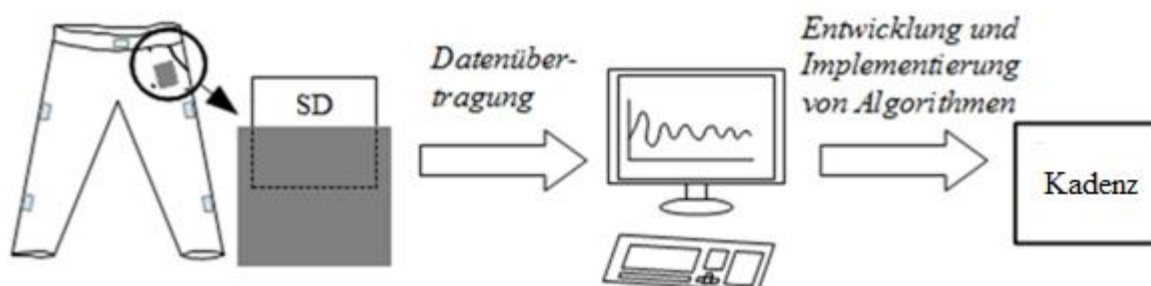 SD
Datenüber-
tragung
Entwicklung und
Implementierung
von Algorithmen
Kadenz